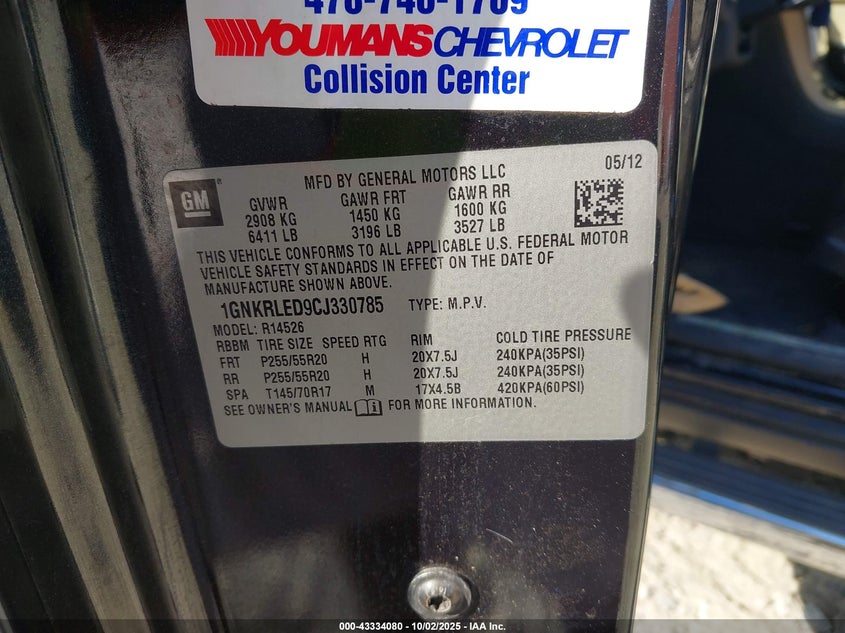 478-746-1769
YOUMANS CHEVROLET
Collision Center
05/12
GM
MFD BY GENERAL MOTORS LLC
GVWR GAWR FRT GAWR RR
2908 KG 1450 KG 1600 KG
6411 LB 3196 LB 3527 LB
THIS VEHICLE CONFORMS TO ALL APPLICABLE U.S. FEDERAL MOTOR
VEHICLE SAFETY STANDARDS IN EFFECT ON THE DATE OF
MANUFACTURE SHOWN ABOVE.
1GNKRLED9CJ330785 TYPE: M.P.V.
MODEL: R14526
RBBM TIRE SIZE SPEED RTG RIM COLD TIRE PRESSURE
FRT P255/55R20 H 20X7.5J 240KPA(35PSI)
RR P255/55R20 H 20X7.5J 240KPA(35PSI)
SPA T145/70R17 M 17X4.5B 420KPA(60PSI)
SEE OWNER'S MANUAL FOR MORE INFORMATION.
000-43334080 - 10/02/2025 - IAA Inc.